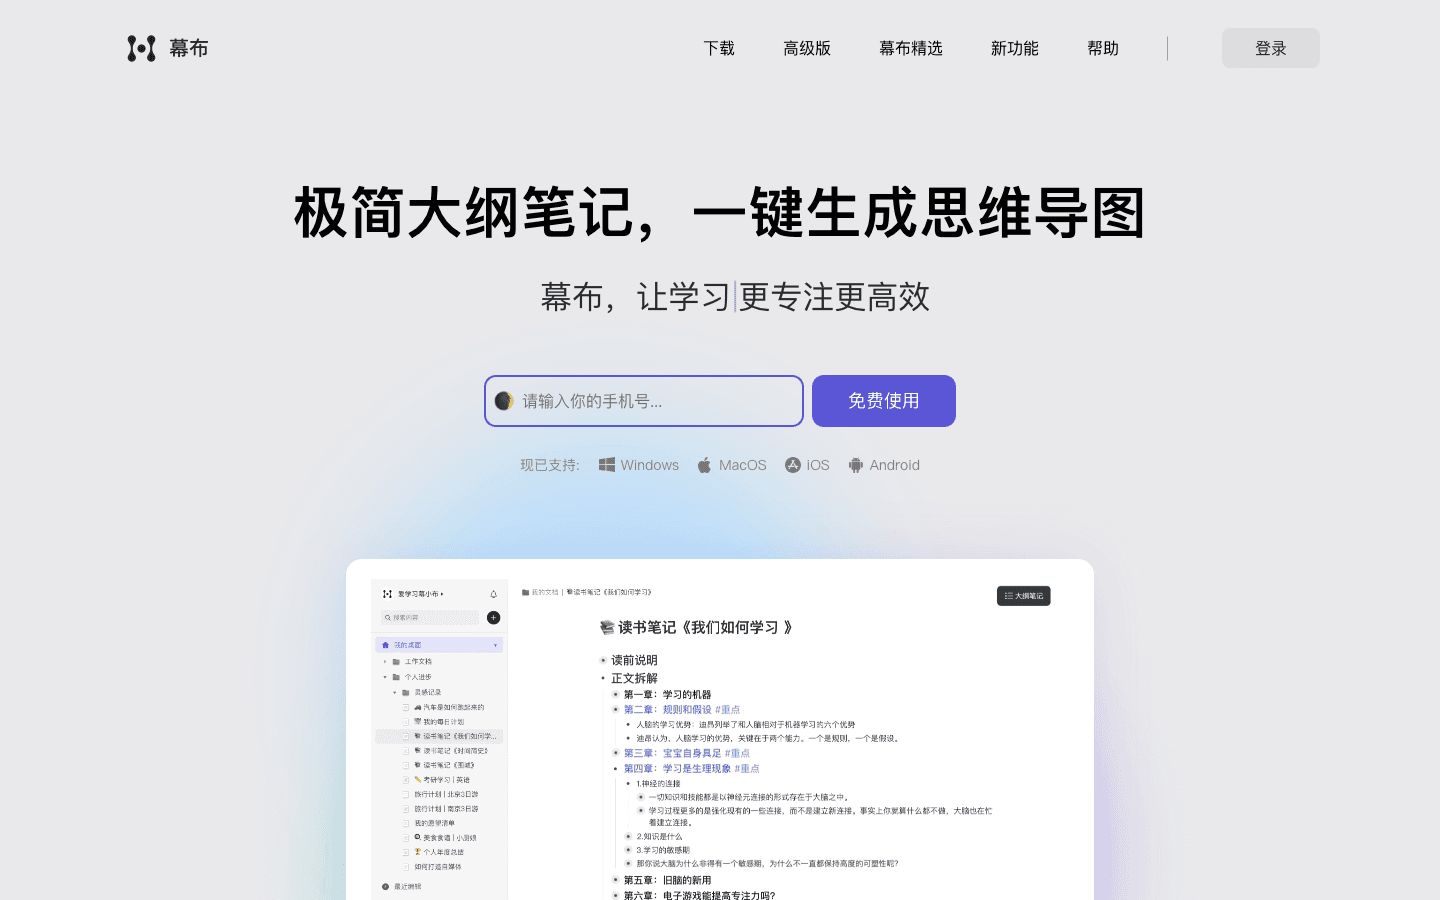 幕布
下载
高级版
幕布精选
新功能
帮助
登录
极简大纲笔记，一键生成思维导图
幕布，让学习更专注更高效
请输入你的手机号...
免费使用
现已支持:
Windows
MacOS
iOS
Android
爱学习幕小布
搜索内容
我的桌面
工作文档
个人进步
灵感记录
汽车是如何跑起来的
我的每日计划
读书笔记《我们如何学...
读书笔记《时间简史》
读书笔记《围城》
考研学习 | 英语
旅行计划 | 北京3日游
旅行计划 | 南京3日游
我的愿望清单
美食食谱 | 小厨娘
个人年度总结
如何打造自媒体
最近编辑
我的文档 | 读书笔记《我们如何学习》
大纲笔记
读书笔记《我们如何学习 》
读前说明
正文拆解
第一章：学习的机器
第二章：规则和假设 #重点
人脑的学习优势：迪昂列举了和人脑相对于机器学习的六个优势
迪昂认为，人脑学习的优势，关键在于两个能力。一个是规则，一个是假设。
第三章：宝宝自身具足 #重点
第四章：学习是生理现象 #重点
1.神经的连接
一切知识和技能都是以神经元连接的形式存在于大脑之中。
学习过程更多的是强化现有的一些连接，而不是建立新连接。事实上你就算什么都不做，大脑也在忙
着建立连接。
2.知识是什么
3.学习的敏感期
那你说大脑为什么非得有一个敏感期，为什么不一直都保持高度的可塑性呢?
第五章：旧脑的新用
第六章：电子游戏能提高专注力吗?